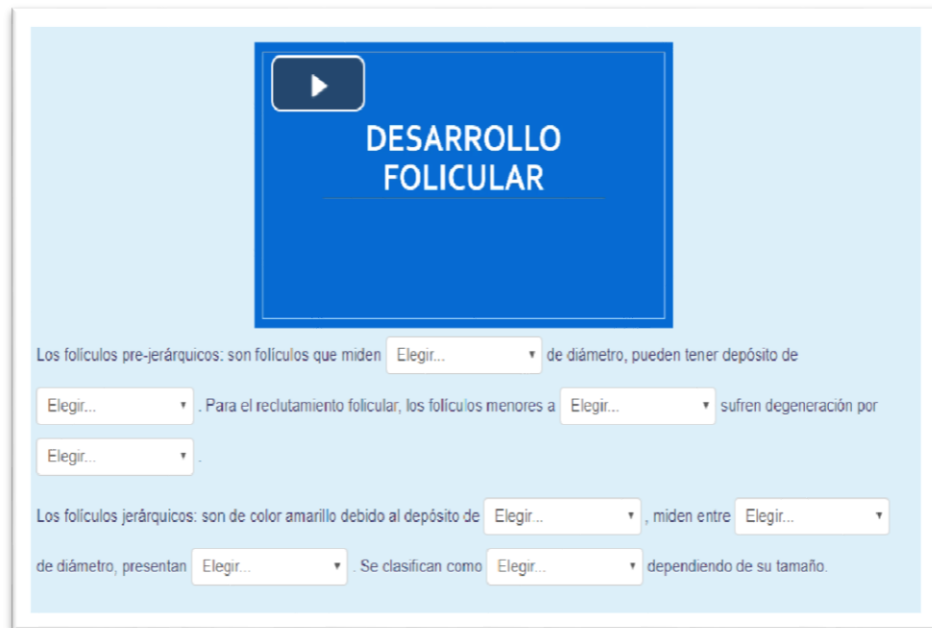 DESARROLLO
FOLICULAR
Los folículos pre-jerárquicos: son folículos que miden Elegir... de diámetro, pueden tener depósito de
Elegir... . Para el reclutamiento folicular, los folículos menores a Elegir... sufren degeneración por
Elegir... .
Los folículos jerárquicos: son de color amarillo debido al depósito de Elegir... , miden entre Elegir...
de diámetro, presentan Elegir... . Se clasifican como Elegir... dependiendo de su tamaño.